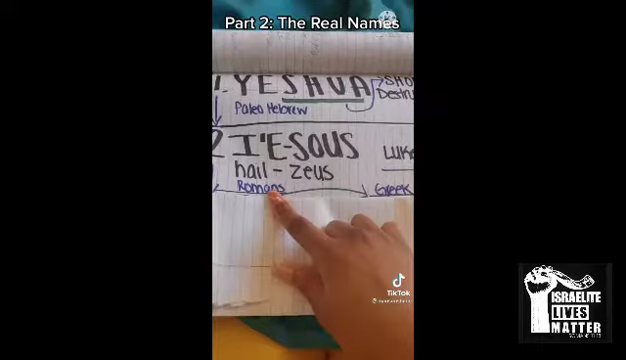 Part 2: The Real Names
1. YESHUA
Paleo Hebrew
2 I'E-SOUS
hail - zeus
Romans
Greek
TikTok
ISRAELITE
LIVES
MATTER